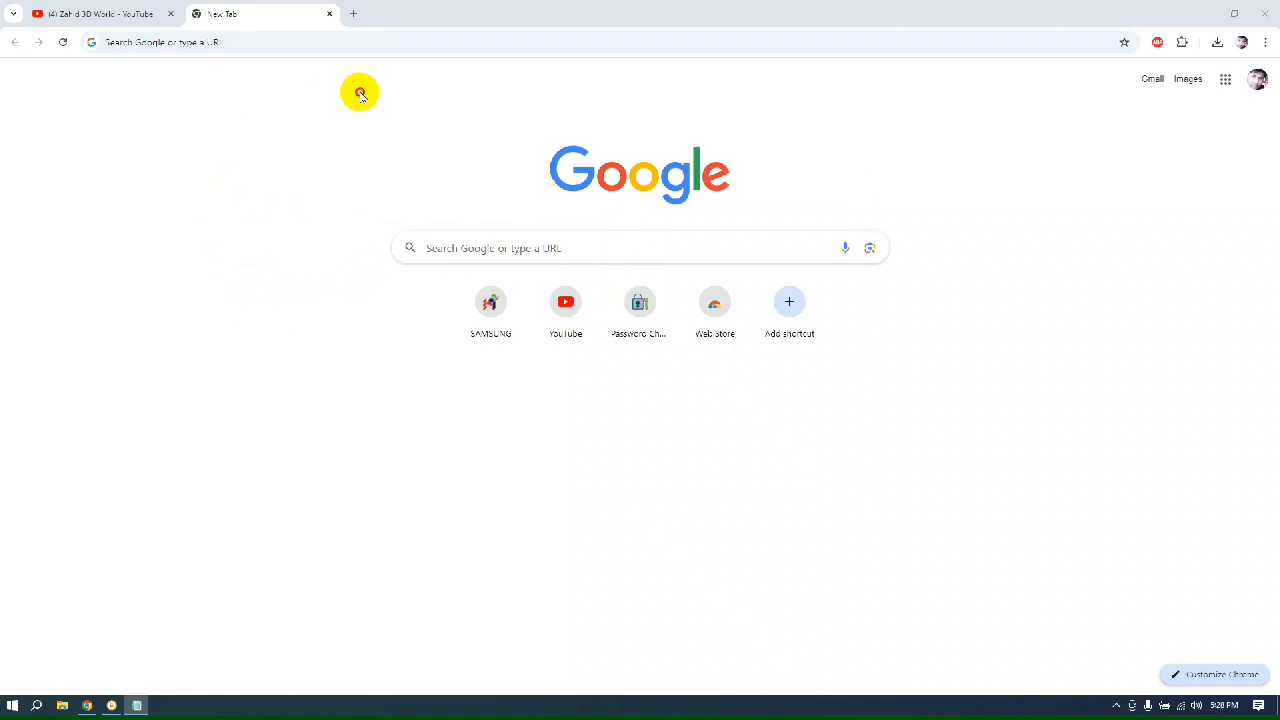 (4) Zahid 3D World - YouTube
New Tab
Search Google or type a URL
Gmail
Images
Google
Search Google or type a URL
SAMSUNG
YouTube
Password Ch...
Web Store
Add shortcut
Customize Chrome
9:28 PM